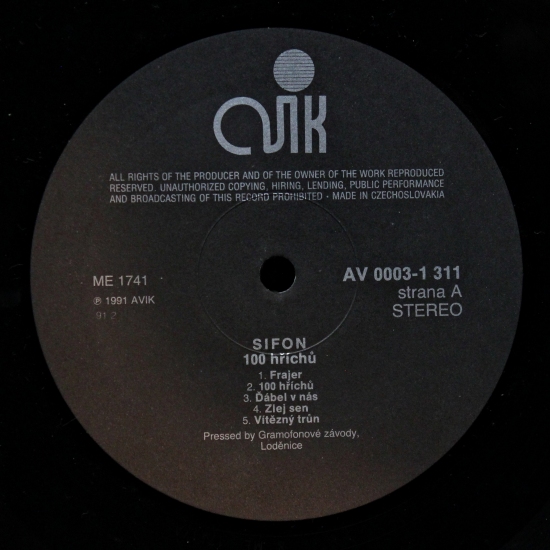 avik
ALL RIGHTS OF THE PRODUCER AND OF THE OWNER OF THE WORK REPRODUCED
RESERVED. UNAUTHORIZED COPYING, HIRING, LENDING, PUBLIC PERFORMANCE
AND BROADCASTING OF THIS RECORD PROHIBITED - MADE IN CZECHOSLOVAKIA
ME 1741
℗ 1991 AVIK
91 2
AV 0003-1 311
strana A
STEREO
SIFON
100 hříchů
1. Frajer
2. 100 hříchů
3. Ďábel v nás
4. Zlej sen
5. Vítězný trůn
Pressed by Gramofonové závody,
Loděnice